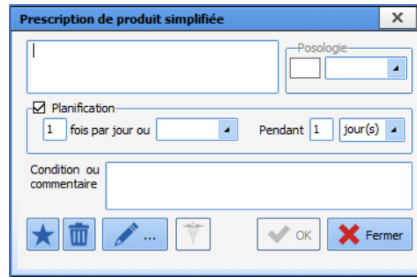 Prescription de produit simplifiée
Posologie
Planification
1 fois par jour ou Pendant 1 jour(s)
Condition ou
commentaire
... OK Fermer